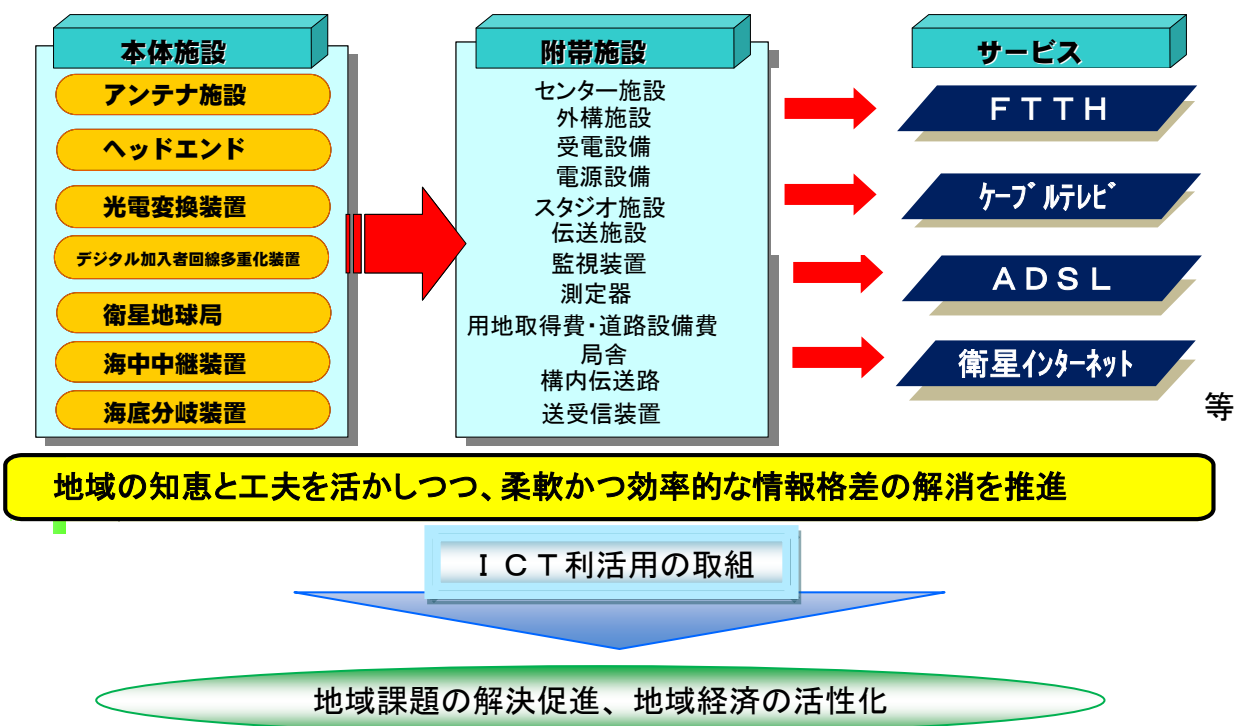 本体施設
アンテナ施設
ヘッドエンド
光電変換装置
デジタル加入者回線多重化装置
衛星地球局
海中中継装置
海底分岐装置
附帯施設
センター施設
外構施設
受電設備
電源設備
スタジオ施設
伝送施設
監視装置
測定器
用地取得費・道路設備費
局舎
構内伝送路
送受信装置
サービス
ＦＴＴＨ
ｹｰﾌﾞﾙﾃﾚﾋﾞ
ＡＤＳＬ
衛星ｲﾝﾀｰﾈｯﾄ
等
地域の知恵と工夫を活かしつつ、柔軟かつ効率的な情報格差の解消を推進
ＩＣＴ利活用の取組
地域課題の解決促進、地域経済の活性化